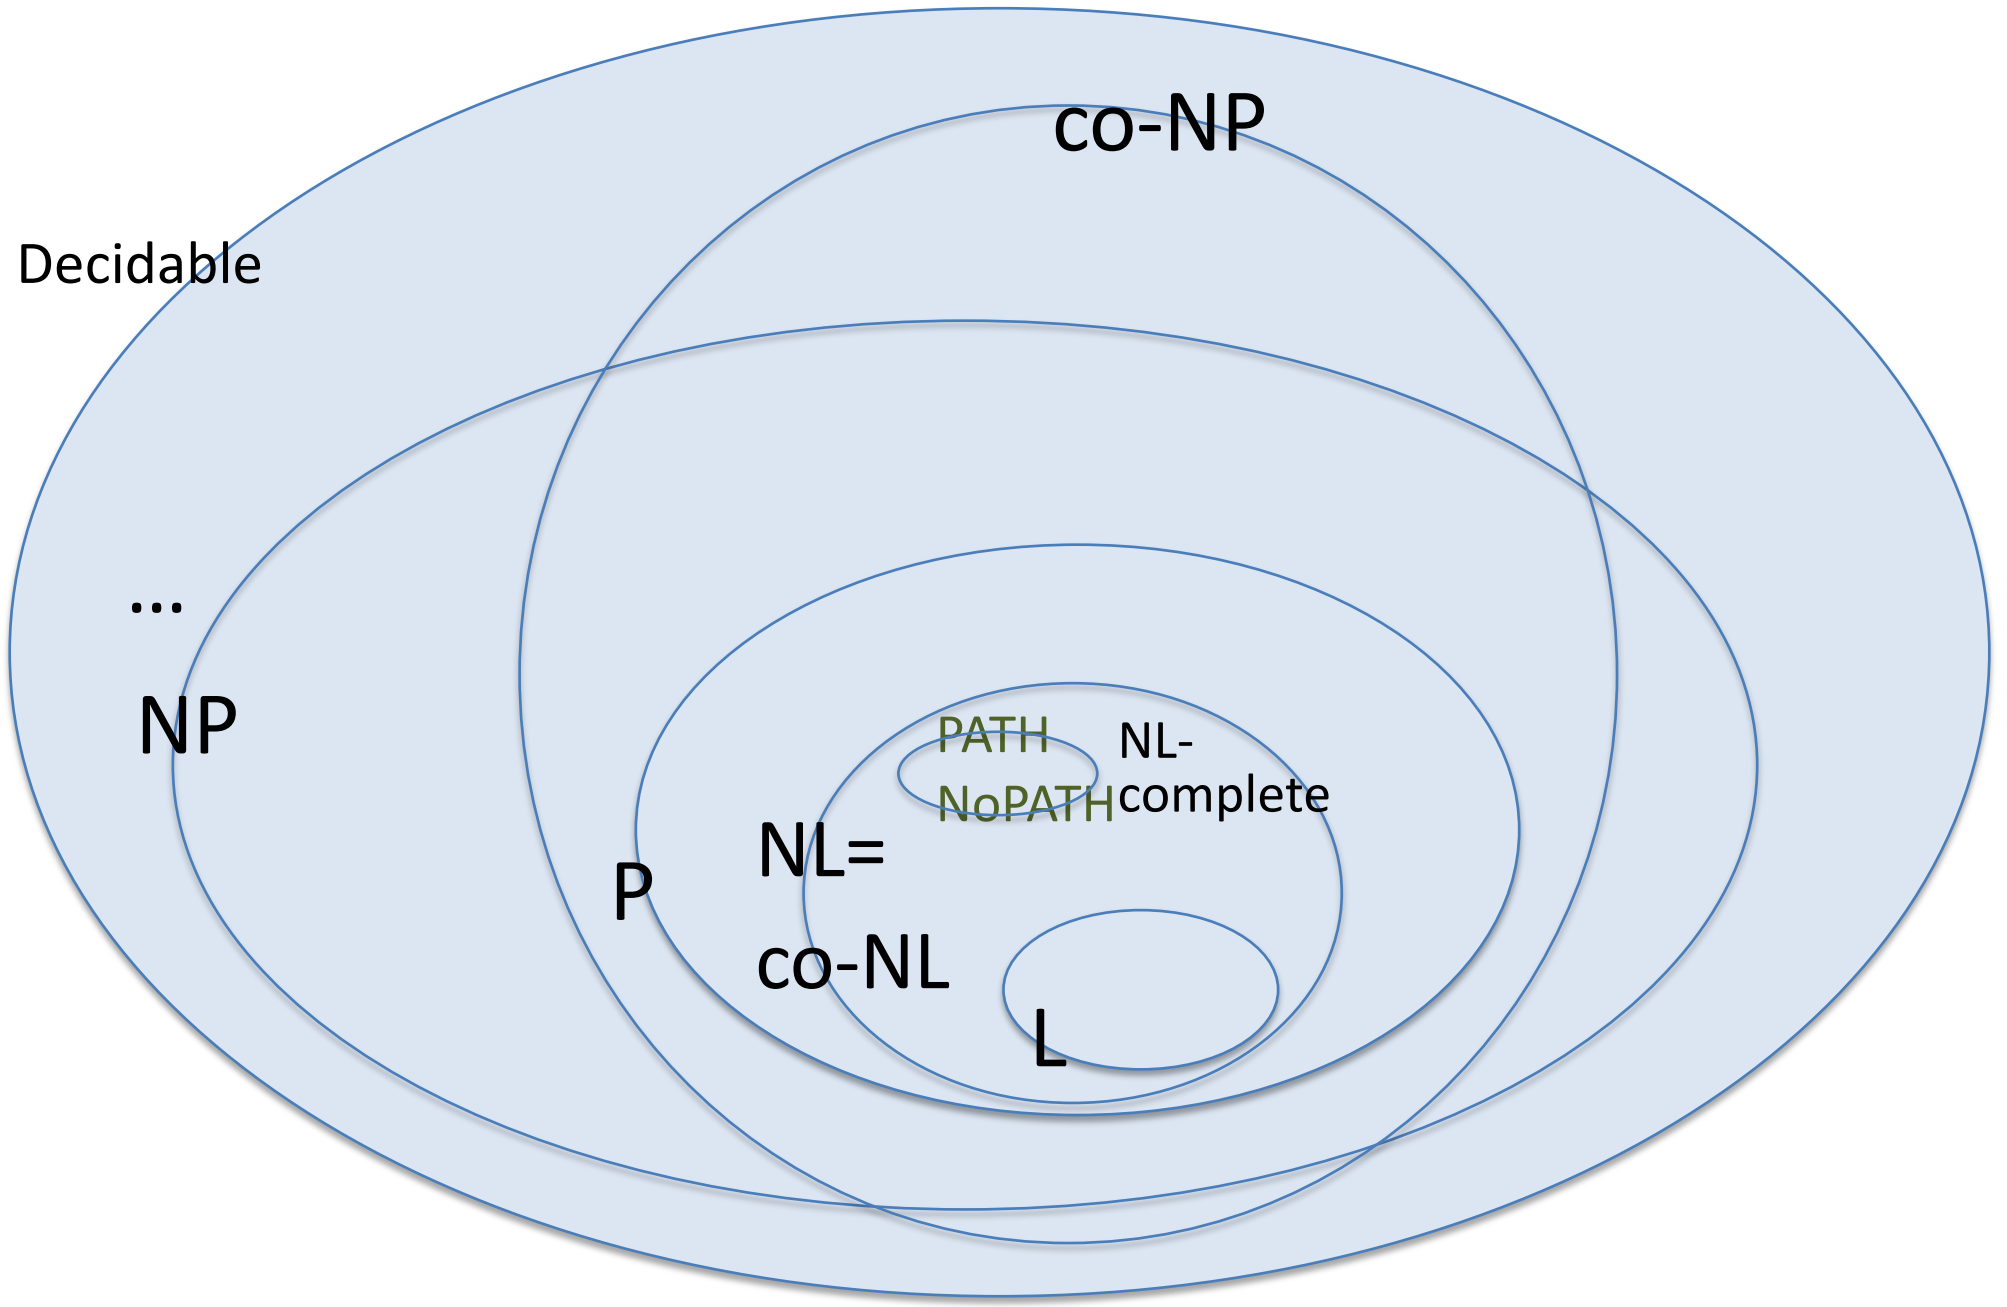 co-NP
Decidable
...
NP
PATH
NoPATH
NL-
complete
NL=
co-NL
P
L